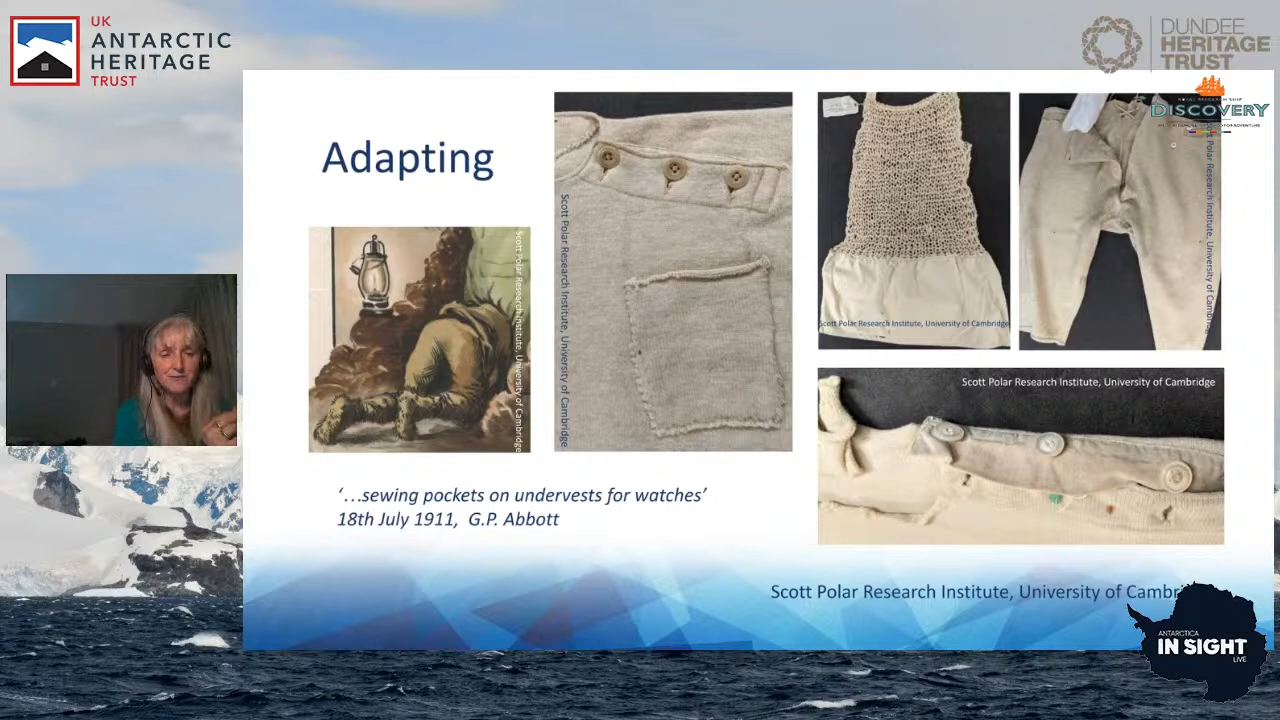 UK
ANTARCTIC
HERITAGE
TRUST
DUNDEE
HERITAGE
TRUST
DISCOVERY
Adapting
Scott Polar Research Institute, University of Cambridge
Scott Polar Research Institute, University of Cambridge
Scott Polar Research Institute, University of Cambridge
Polar Research Institute, University of Cambridge
Scott Polar Research Institute, University of Cambridge
‘…sewing pockets on undervests for watches’
18th July 1911, G.P. Abbott
Scott Polar Research Institute, University of Cambr
ANTARCTICA
IN SIGHT
LIVE